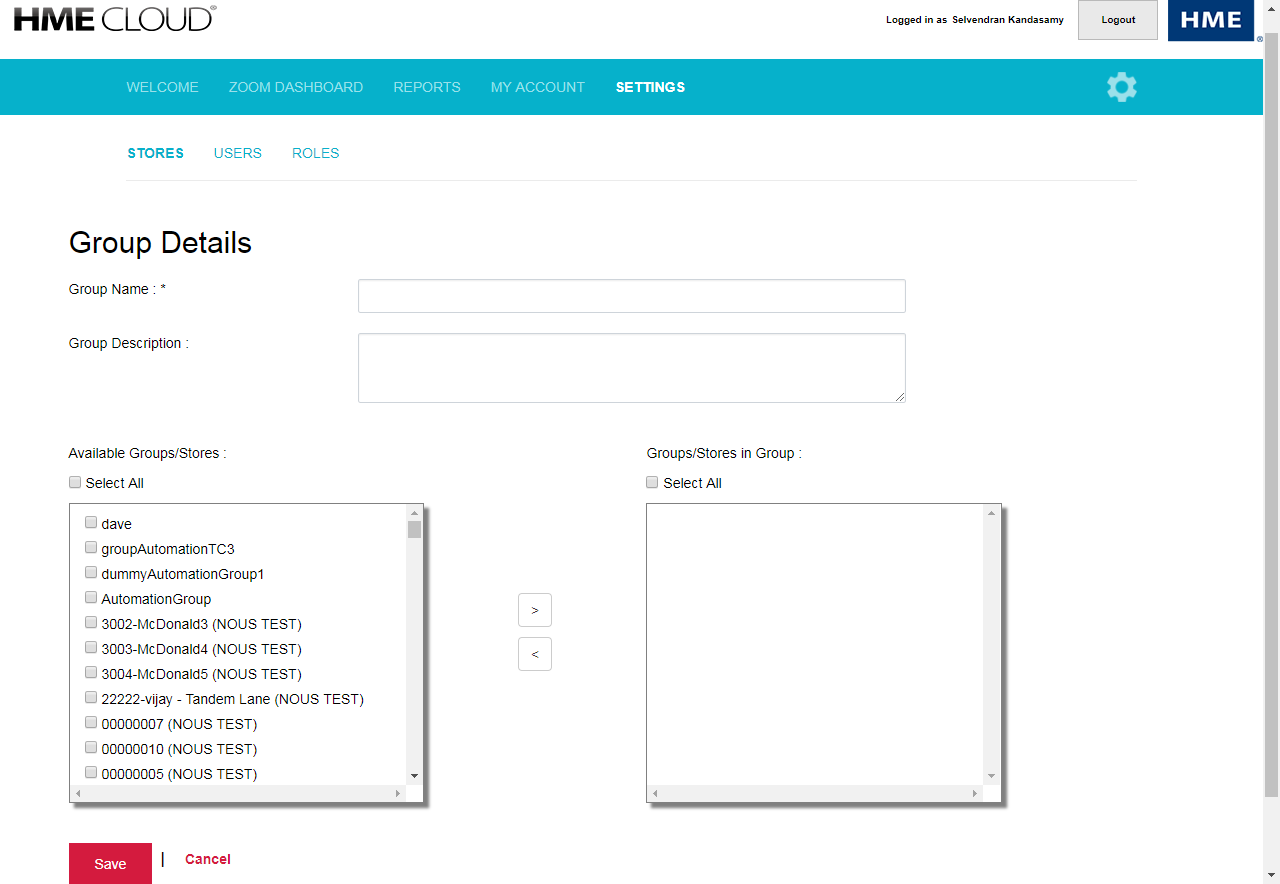 HME CLOUD®
Logged in as Selvendran Kandasamy
Logout
HME®
WELCOME ZOOM DASHBOARD REPORTS MY ACCOUNT SETTINGS
STORES USERS ROLES
Group Details
Group Name : *
Group Description :
Available Groups/Stores :
Select All
dave
groupAutomationTC3
dummyAutomationGroup1
AutomationGroup
3002-McDonald3 (NOUS TEST)
3003-McDonald4 (NOUS TEST)
3004-McDonald5 (NOUS TEST)
22222-vijay - Tandem Lane (NOUS TEST)
00000007 (NOUS TEST)
00000010 (NOUS TEST)
00000005 (NOUS TEST)
>
<
Groups/Stores in Group :
Select All
Save | Cancel